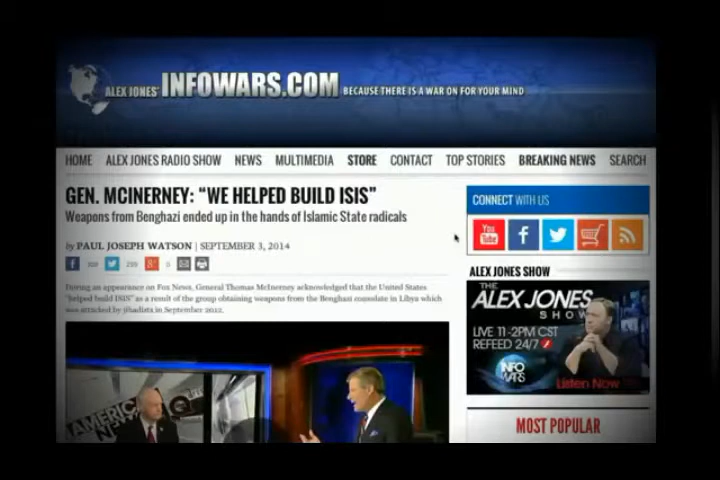 ALEX JONES' INFOWARS.COM BECAUSE THERE IS A WAR ON FOR YOUR MIND
HOME ALEX JONES RADIO SHOW NEWS MULTIMEDIA STORE CONTACT TOP STORIES BREAKING NEWS SEARCH
GEN. MCINERNEY: “WE HELPED BUILD ISIS”
Weapons from Benghazi ended up in the hands of Islamic State radicals
by PAUL JOSEPH WATSON | SEPTEMBER 3, 2014
During an appearance on Fox News, General Thomas McInerney acknowledged that the United States
“helped build ISIS” as a result of the group obtaining weapons from the Benghazi consulate in Libya which
was attacked by jihadists in September 2012.
AMERICA
NEW
CONNECT WITH US
You
Tube
ALEX JONES SHOW
THE
ALEX JONES
SHOW
LIVE 11-2PM CST
REFEED 24/7
INFO
WARS
Listen Now
MOST POPULAR